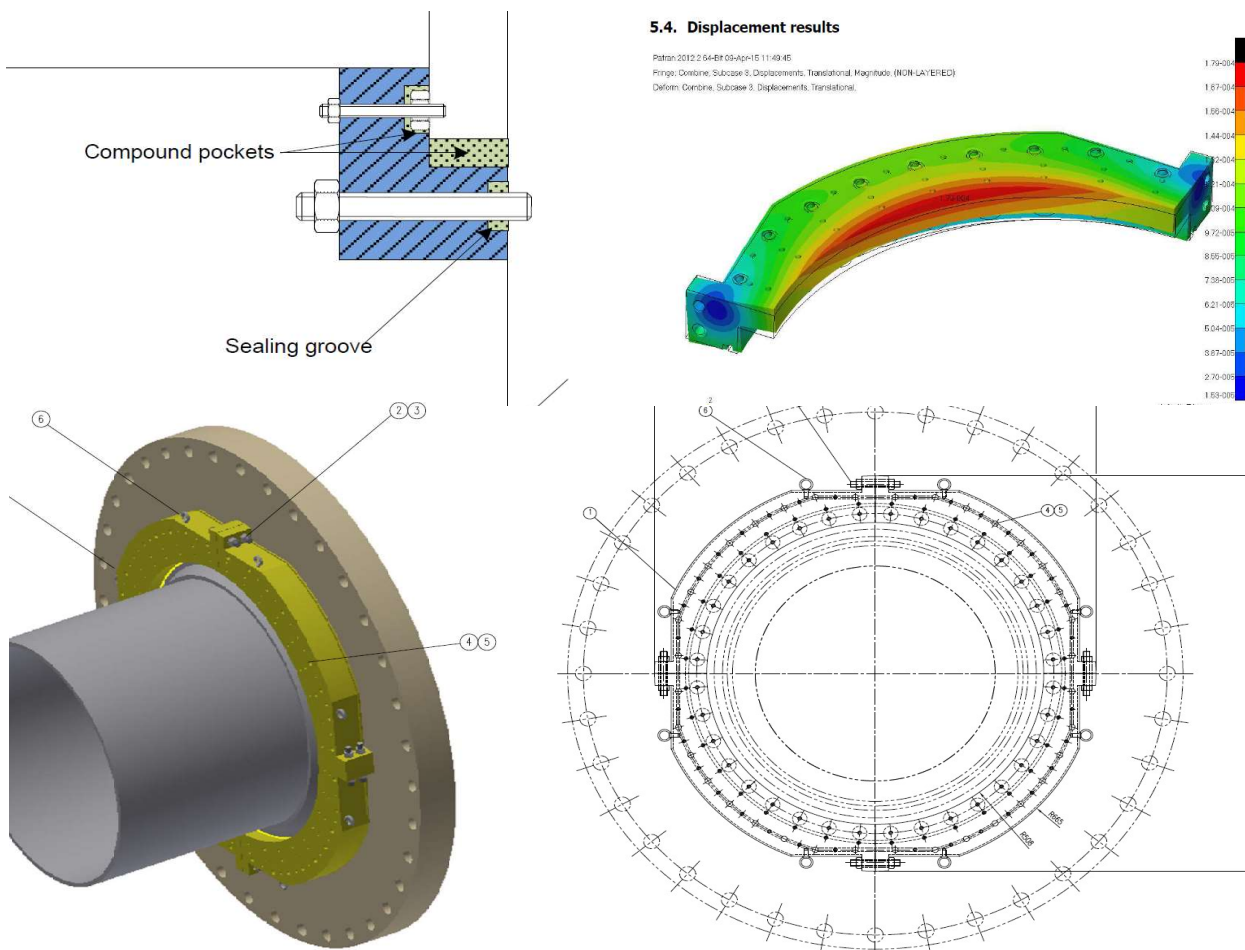 Compound pockets
Sealing groove
5.4. Displacement results
Patran 2012.2 64-Bit 09-Apr-15 11:49:45
Fringe: Combine, Subcase 3, Displacements, Translational, Magnitude, (NON-LAYERED)
Deform: Combine, Subcase 3, Displacements, Translational,
1.79-004
1.67-004
1.56-004
1.44-004
9.72-005
8.55-005
7.38-005
6.21-005
5.04-005
3.87-005
2.70-005
1.53-005
6
2 3
4 5
2
6
1
4 5
R665
R508